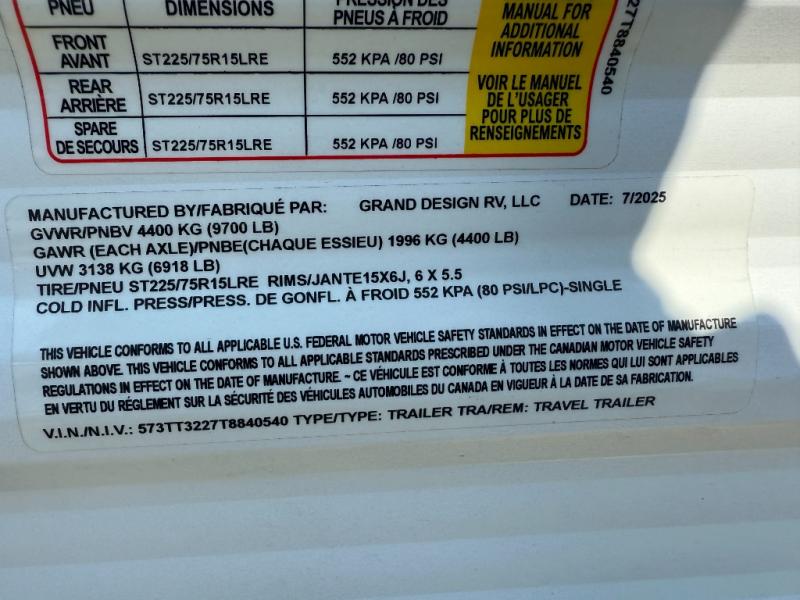 PNEU DIMENSIONS PRESSION DES
PNEUS À FROID
FRONT
AVANT ST225/75R15LRE 552 KPA /80 PSI
REAR
ARRIÈRE ST225/75R15LRE 552 KPA /80 PSI
SPARE
DE SECOURS ST225/75R15LRE 552 KPA /80 PSI
MANUAL FOR
ADDITIONAL
INFORMATION
VOIR LE MANUEL
DE L'USAGER
POUR PLUS DE
RENSEIGNEMENTS
27T8840540
MANUFACTURED BY/FABRIQUÉ PAR: GRAND DESIGN RV, LLC DATE: 7/2025
GVWR/PNBV 4400 KG (9700 LB)
GAWR (EACH AXLE)/PNBE(CHAQUE ESSIEU) 1996 KG (4400 LB)
UVW 3138 KG (6918 LB)
TIRE/PNEU ST225/75R15LRE RIMS/JANTE15X6J, 6 X 5.5
COLD INFL. PRESS/PRESS. DE GONFL. À FROID 552 KPA (80 PSI/LPC)-SINGLE
THIS VEHICLE CONFORMS TO ALL APPLICABLE U.S. FEDERAL MOTOR VEHICLE SAFETY STANDARDS IN EFFECT ON THE DATE OF MANUFACTURE
SHOWN ABOVE. THIS VEHICLE CONFORMS TO ALL APPLICABLE STANDARDS PRESCRIBED UNDER THE CANADIAN MOTOR VEHICLE SAFETY
REGULATIONS IN EFFECT ON THE DATE OF MANUFACTURE. ~ CE VÉHICULE EST CONFORME À TOUTES LES NORMES QUI LUI SONT APPLICABLES
EN VERTU DU RÉGLEMENT SUR LA SÉCURITÉ DES VÉHICULES AUTOMOBILES DU CANADA EN VIGUEUR À LA DATE DE SA FABRICATION.
V.I.N./N.I.V.: 573TT3227T8840540 TYPE/TYPE: TRAILER TRA/REM: TRAVEL TRAILER